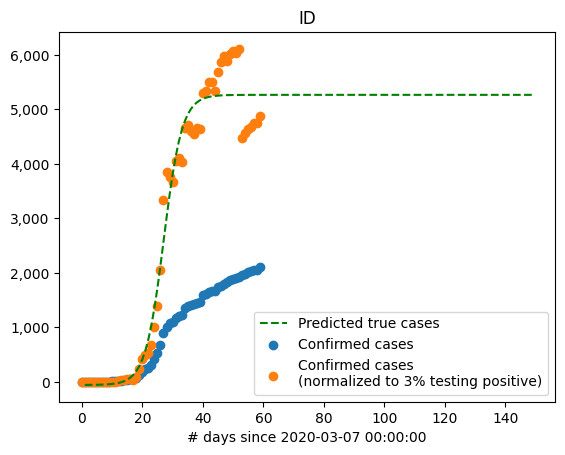 ID
6,000
5,000
4,000
3,000
2,000
1,000
0
Predicted true cases
Confirmed cases
Confirmed cases
(normalized to 3% testing positive)
0 20 40 60 80 100 120 140
# days since 2020-03-07 00:00:00